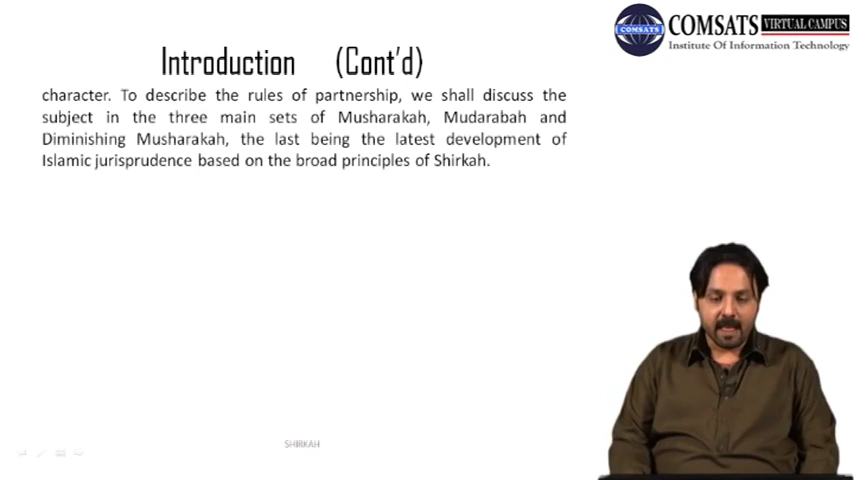 COMSATS VIRTUAL CAMPUS
COMSATS
Institute Of Information Technology
Introduction (Cont'd)
character. To describe the rules of partnership, we shall discuss the
subject in the three main sets of Musharakah, Mudarabah and
Diminishing Musharakah, the last being the latest development of
Islamic jurisprudence based on the broad principles of Shirkah.
SHIRKAH